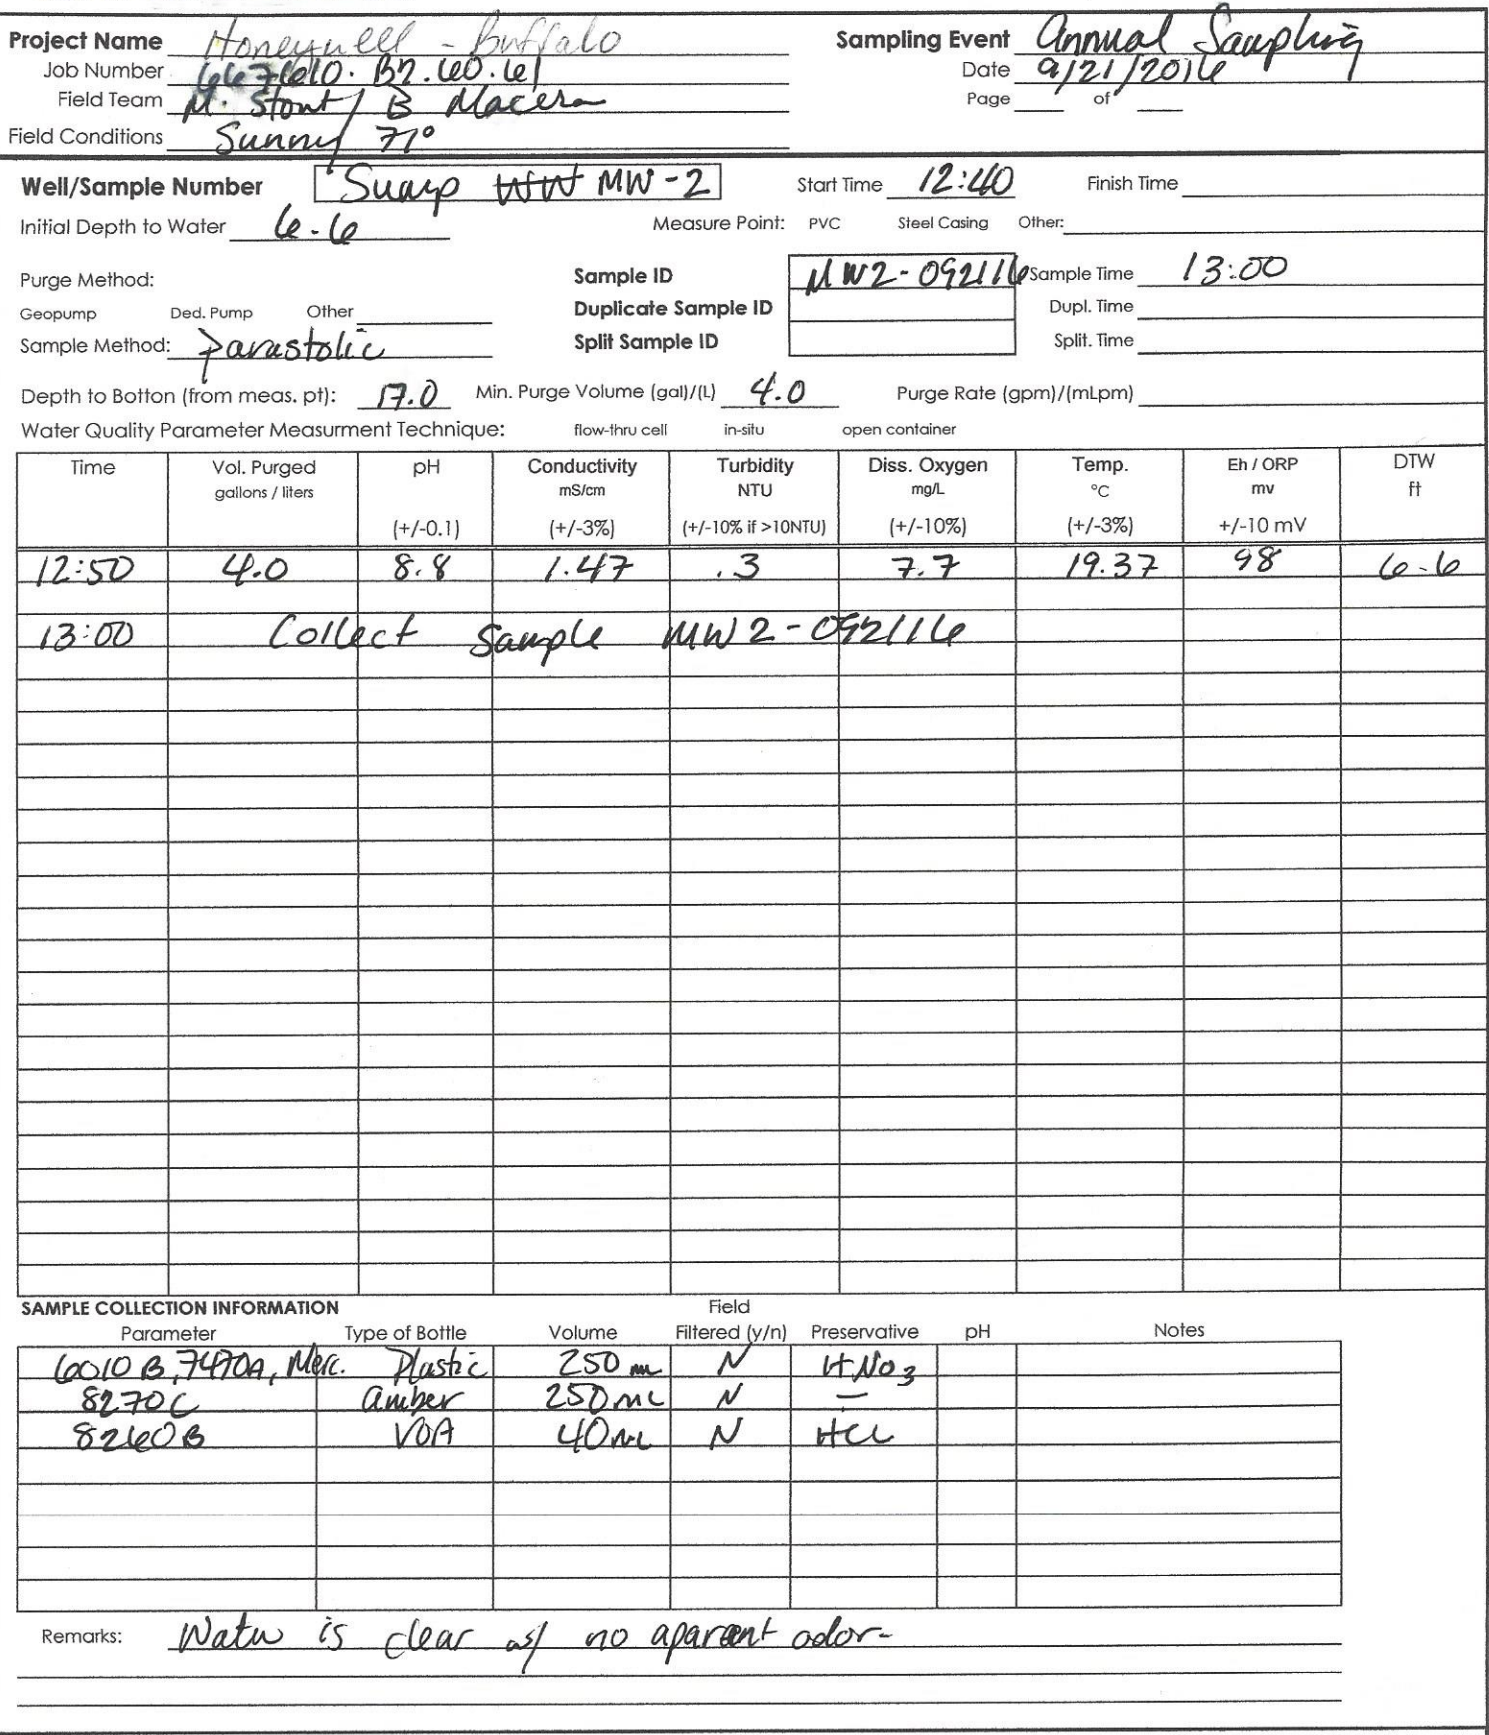 Project Name Honeywell - Buffalo Sampling Event Annual Sampling
Job Number 667610.B2.60.61 Date 9/21/2016
Field Team M. Stout / B Macera Page of
Field Conditions Sunny 77°
Well/Sample Number MW-2 Start Time 12:40 Finish Time
Initial Depth to Water 6.6 Measure Point: PVC Steel Casing Other:
Purge Method: Sample ID MW2-092116 Sample Time 13:00
Geopump Ded. Pump Other Duplicate Sample ID Dupl. Time
Sample Method: Parastolic Split Sample ID Split. Time
Depth to Botton (from meas. pt): 17.0 Min. Purge Volume (gal)/(L) 4.0 Purge Rate (gpm)/(mLpm)
Water Quality Parameter Measurment Technique: flow-thru cell in-situ open container
Time Vol. Purged pH Conductivity Turbidity Diss. Oxygen Temp. Eh / ORP DTW
gallons / liters mS/cm NTU mg/L °C mv ft
(+/-0.1) (+/-3%) (+/-10% if >10NTU) (+/-10%) (+/-3%) +/-10 mV
12:50 4.0 8.8 1.47 .3 7.7 19.37 98 6.6
13:00 Collect Sample MW2-092116
SAMPLE COLLECTION INFORMATION Field
Parameter Type of Bottle Volume Filtered (y/n) Preservative pH Notes
6010B, 7470A, Merc. Plastic 250 N HNO3
8270C amber 250mL N —
8260B VOA 40mL N HCL
Remarks: Water is clear w/ no aparent odor-